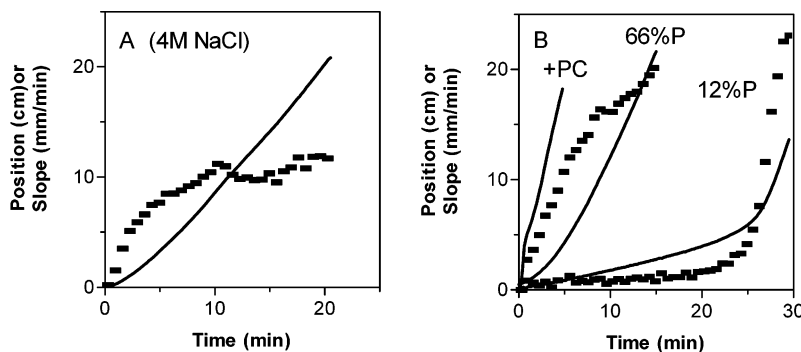 A (4M NaCl)
Position (cm)or
Slope (mm/min)
20
10
0
0
10
20
Time (min)
B
66%P
+PC
12%P
Position (cm) or
Slope (mm/min)
20
10
0
0
10
20
30
Time (min)